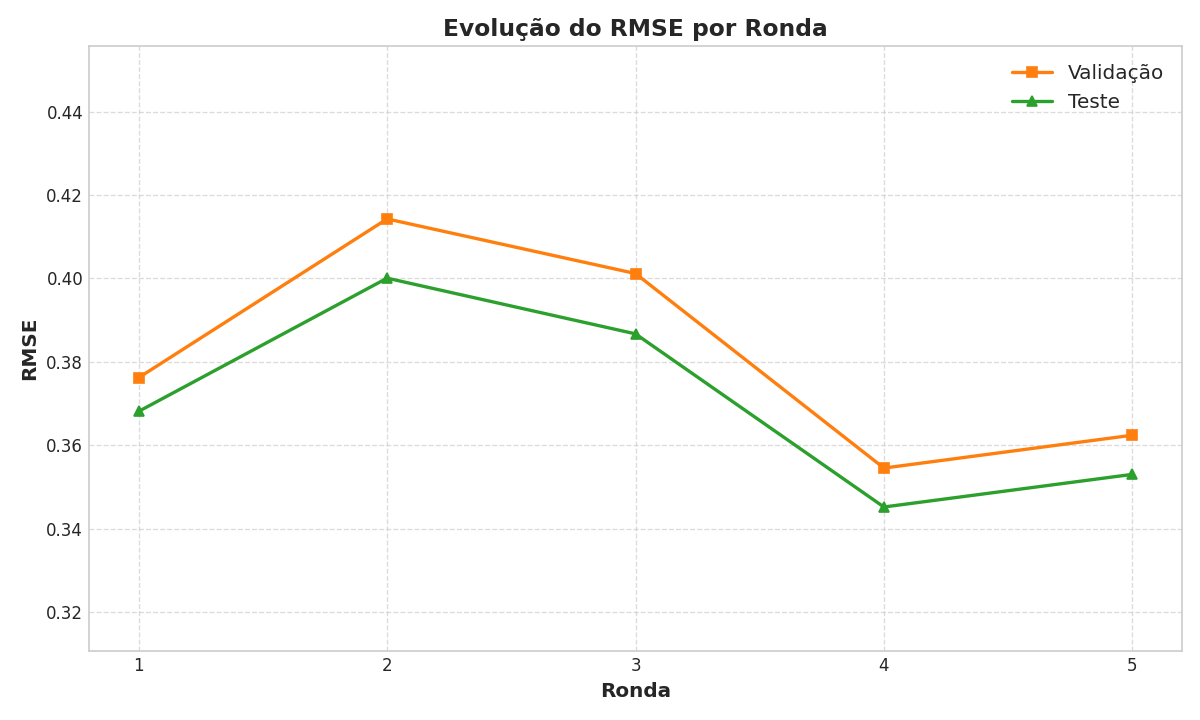 Evolução do RMSE por Ronda
Validação
Teste
0.44
0.42
0.40
0.38
0.36
0.34
0.32
RMSE
1 2 3 4 5
Ronda